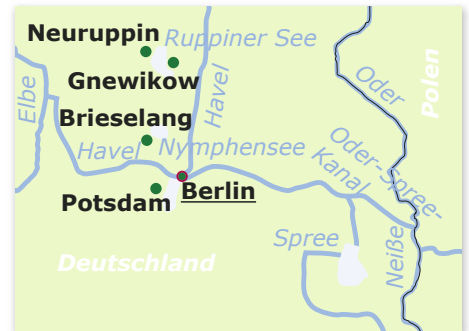 Neuruppin
Ruppiner See
Gnewikow
Elbe
Havel
Oder
Polen
Brieselang
Havel
Nymphensee
Oder-Spree-
Kanal
Potsdam
Berlin
Spree
Neiße
Deutschland